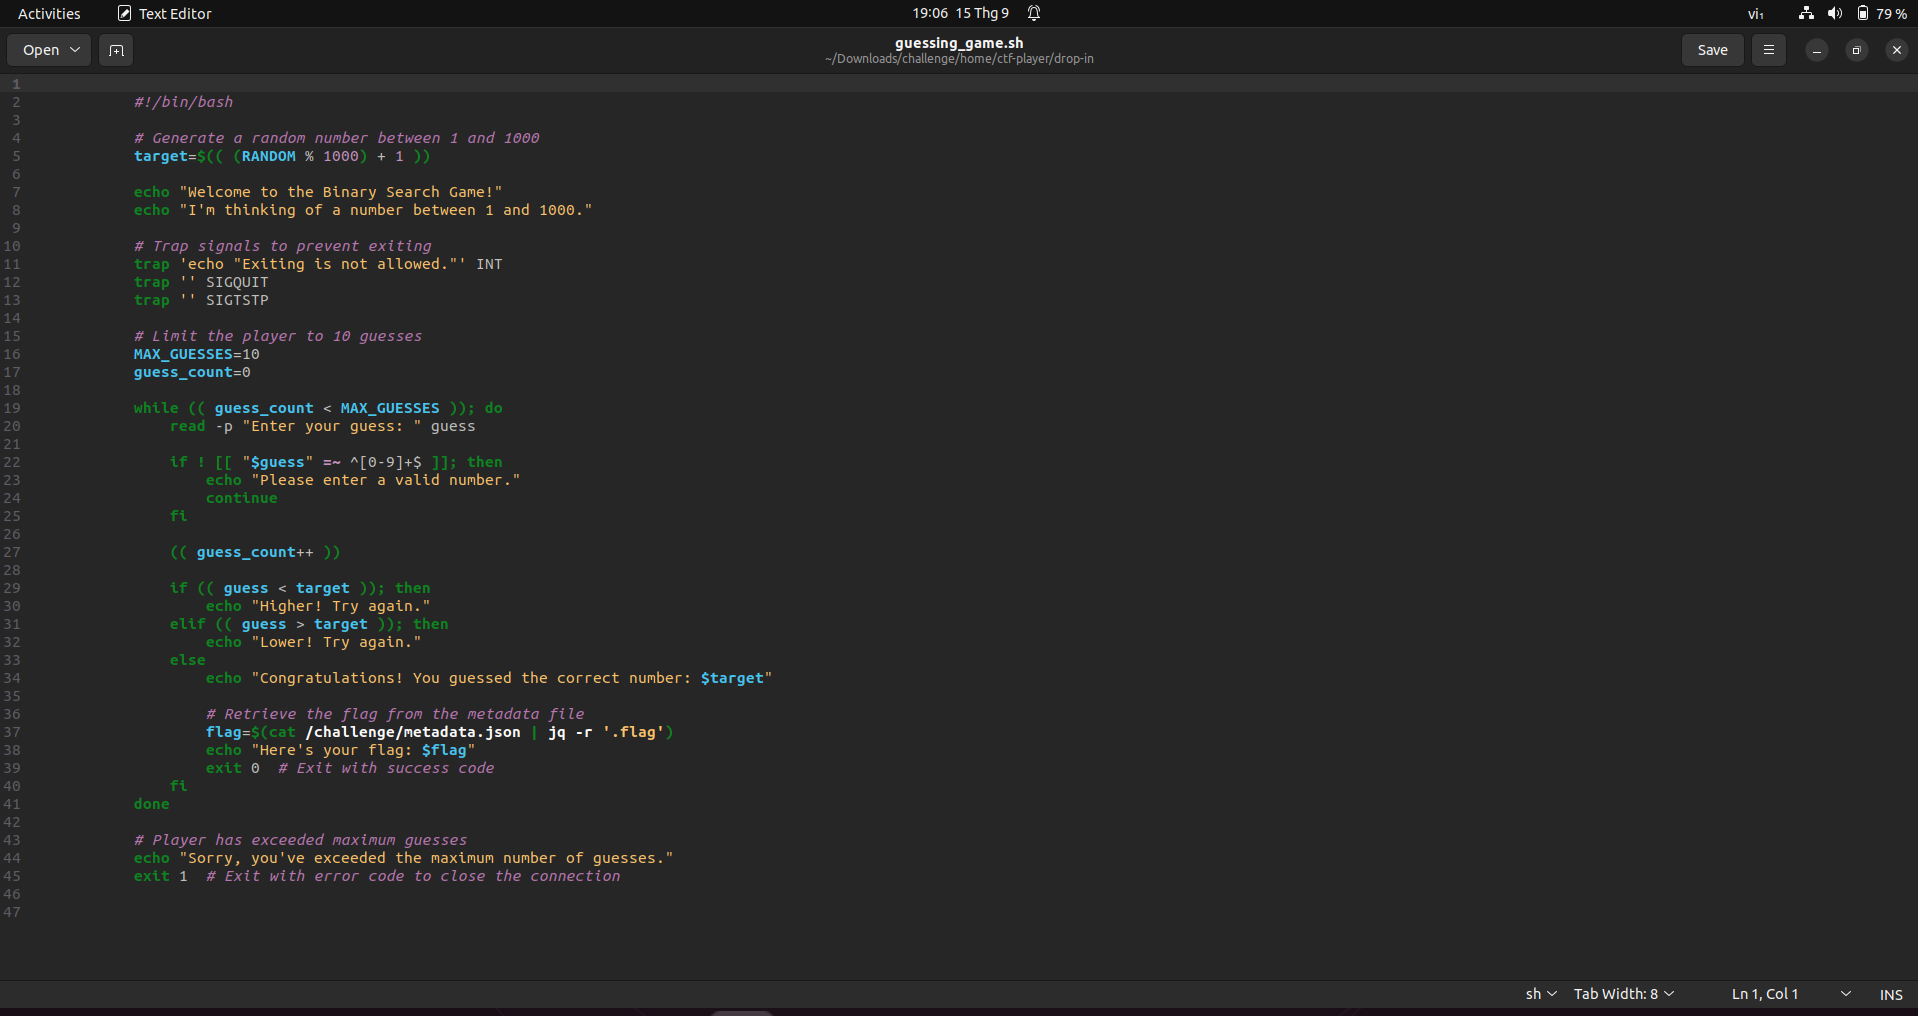 Activities Text Editor 19:06 15 Thg 9 vi₁ 79 %
Open guessing_game.sh Save
~/Downloads/challenge/home/ctf-player/drop-in
1
2 #!/bin/bash
3
4 # Generate a random number between 1 and 1000
5 target=$(( (RANDOM % 1000) + 1 ))
6
7 echo "Welcome to the Binary Search Game!"
8 echo "I'm thinking of a number between 1 and 1000."
9
10 # Trap signals to prevent exiting
11 trap 'echo "Exiting is not allowed."' INT
12 trap '' SIGQUIT
13 trap '' SIGTSTP
14
15 # Limit the player to 10 guesses
16 MAX_GUESSES=10
17 guess_count=0
18
19 while (( guess_count < MAX_GUESSES )); do
20 read -p "Enter your guess: " guess
21
22 if ! [[ "$guess" =~ ^[0-9]+$ ]]; then
23 echo "Please enter a valid number."
24 continue
25 fi
26
27 (( guess_count++ ))
28
29 if (( guess < target )); then
30 echo "Higher! Try again."
31 elif (( guess > target )); then
32 echo "Lower! Try again."
33 else
34 echo "Congratulations! You guessed the correct number: $target"
35
36 # Retrieve the flag from the metadata file
37 flag=$(cat /challenge/metadata.json | jq -r '.flag')
38 echo "Here's your flag: $flag"
39 exit 0  # Exit with success code
40 fi
41 done
42
43 # Player has exceeded maximum guesses
44 echo "Sorry, you've exceeded the maximum number of guesses."
45 exit 1  # Exit with error code to close the connection
46
47
sh Tab Width: 8 Ln 1, Col 1 INS